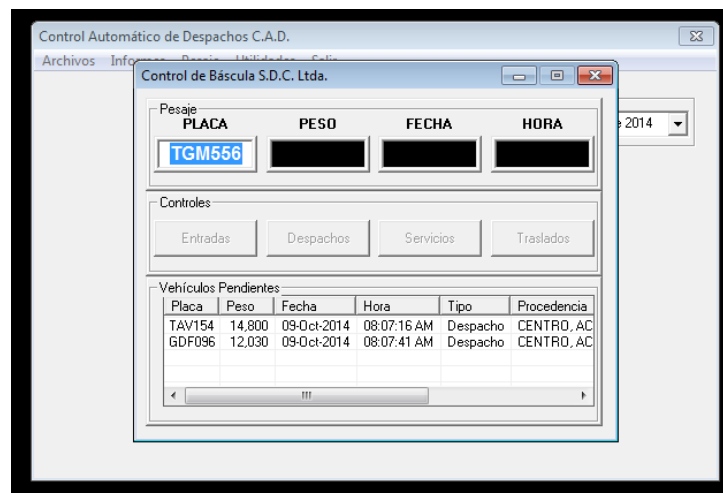 Control Automático de Despachos C.A.D.
Archivos
Control de Báscula S.D.C. Ltda.
Pesaje
PLACA PESO FECHA HORA
2014
TGM556
Controles
Entradas Despachos Servicios Traslados
Vehículos Pendientes
Placa Peso Fecha Hora Tipo Procedencia
TAV154 14,800 09-Oct-2014 08:07:16 AM Despacho CENTRO, AC
GDF096 12,030 09-Oct-2014 08:07:41 AM Despacho CENTRO, AC